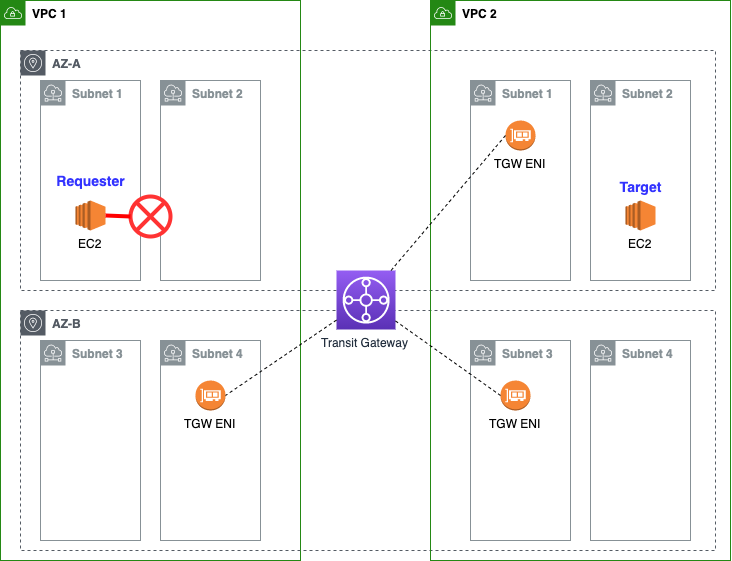 VPC 1
VPC 2
AZ-A
Subnet 1
Subnet 2
Subnet 1
Subnet 2
TGW ENI
Requester
Target
EC2
EC2
AZ-B
Transit Gateway
Subnet 3
Subnet 4
Subnet 3
Subnet 4
TGW ENI
TGW ENI